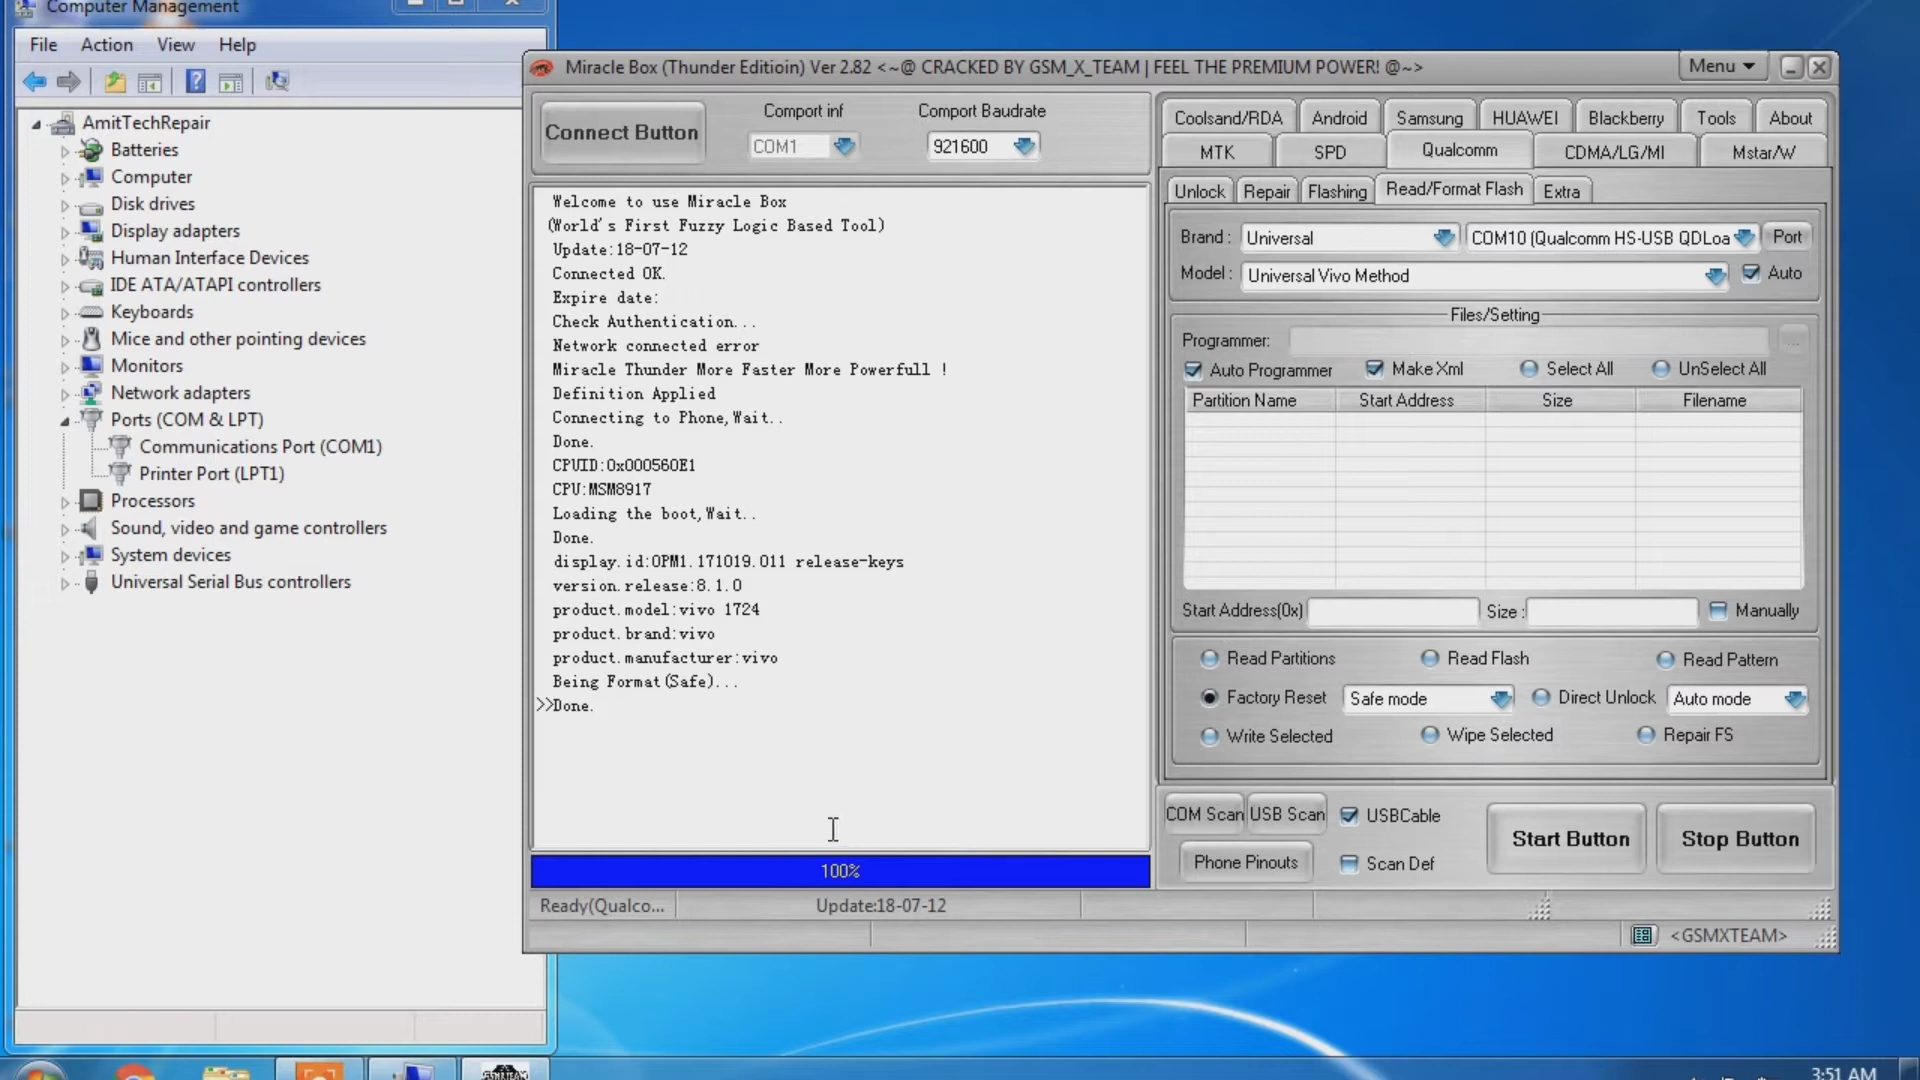 Computer Management
File Action View Help
AmitTechRepair
Batteries
Computer
Disk drives
Display adapters
Human Interface Devices
IDE ATA/ATAPI controllers
Keyboards
Mice and other pointing devices
Monitors
Network adapters
Ports (COM & LPT)
Communications Port (COM1)
Printer Port (LPT1)
Processors
Sound, video and game controllers
System devices
Universal Serial Bus controllers
Miracle Box (Thunder Editioin) Ver 2.82 <~@ CRACKED BY GSM_X_TEAM | FEEL THE PREMIUM POWER! @~>
Menu
Connect Button
Comport inf
COM1
Comport Baudrate
921600
Welcome to use Miracle Box
(World's First Fuzzy Logic Based Tool)
Update:18-07-12
Connected OK.
Expire date:
Check Authentication...
Network connected error
Miracle Thunder More Faster More Powerfull !
Definition Applied
Connecting to Phone,Wait..
Done.
CPUID:0x000560E1
CPU:MSM8917
Loading the boot,Wait..
Done.
display.id:OPM1.171019.011 release-keys
version.release:8.1.0
product.model:vivo 1724
product.brand:vivo
product.manufacturer:vivo
Being Format(Safe)...
>>Done.
100%
Ready(Qualco...
Update:18-07-12
Coolsand/RDA Android Samsung HUAWEI Blackberry Tools About
MTK SPD Qualcomm CDMA/LG/MI Mstar/W
Unlock Repair Flashing Read/Format Flash Extra
Brand: Universal COM10 (Qualcomm HS-USB QDLoa Port
Model: Universal Vivo Method Auto
Files/Setting
Programmer: ...
Auto Programmer Make Xml Select All UnSelect All
Partition Name Start Address Size Filename
Start Address(0x) Size: Manually
Read Partitions Read Flash Read Pattern
Factory Reset Safe mode Direct Unlock Auto mode
Write Selected Wipe Selected Repair FS
COM Scan USB Scan USBCable
Phone Pinouts Scan Def
Start Button Stop Button
<GSMXTEAM>
GSMXTEAM
3:51 AM